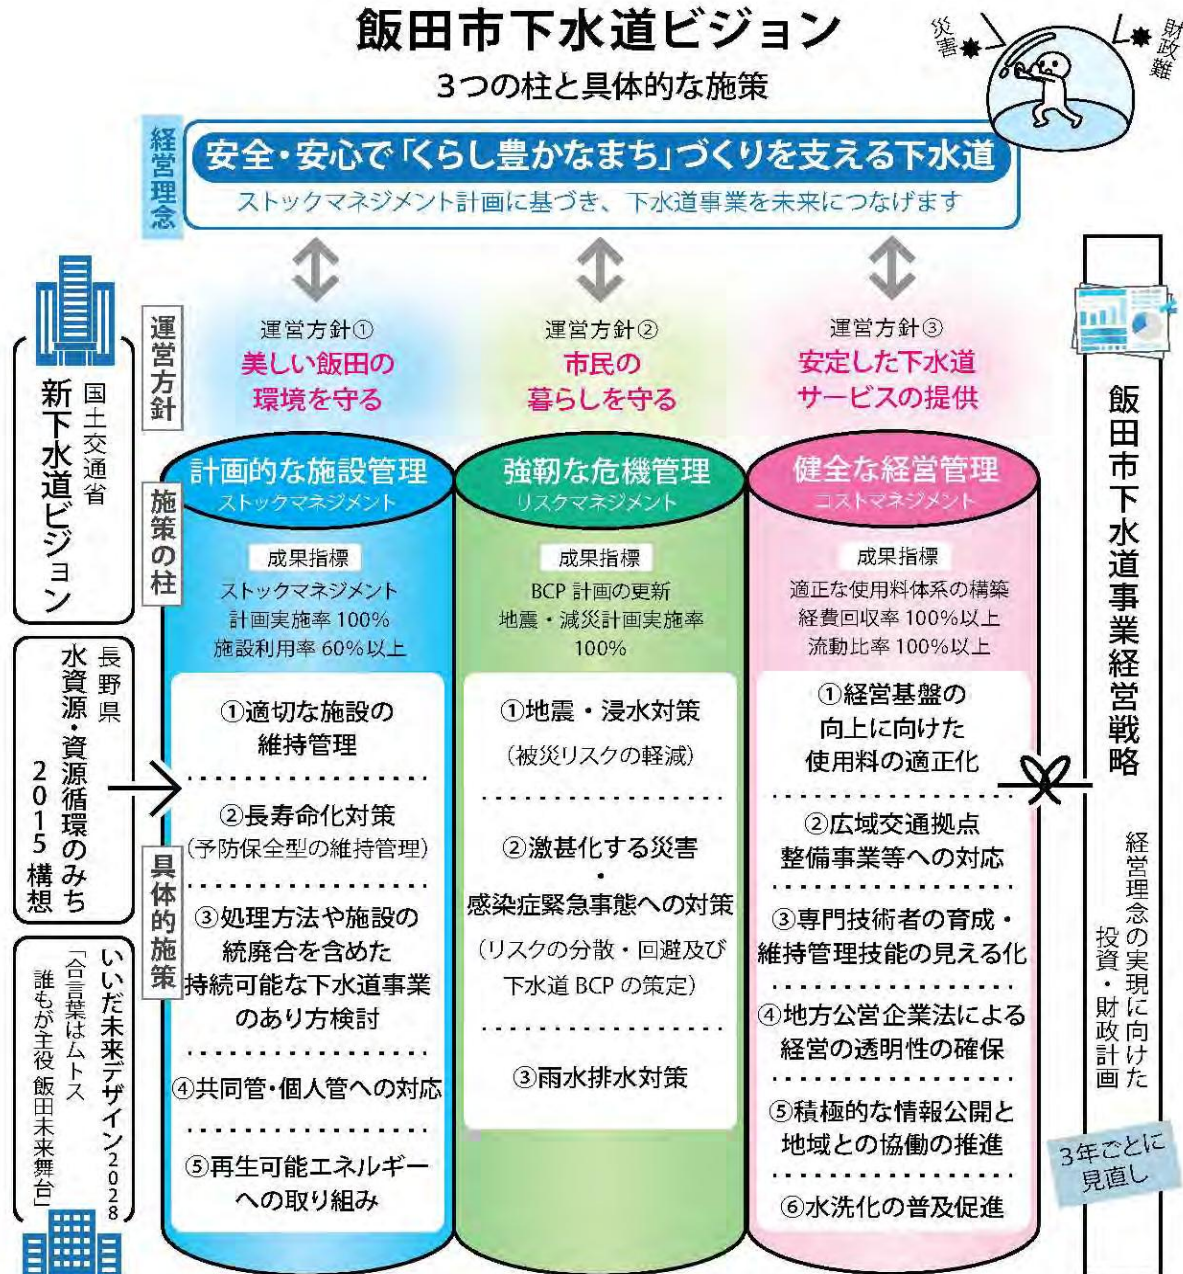 飯田市下水道ビジョン
3つの柱と具体的な施策
災害
財政難
経営理念
安全・安心で「くらし豊かなまち」づくりを支える下水道
ストックマネジメント計画に基づき、下水道事業を未来につなげます
国土交通省
新下水道ビジョン
長野県
水資源・資源循環のみち
2015構想
いいだ未来デザイン2028
「合言葉はムトス
誰もが主役 飯田未来舞台」
運営方針
運営方針①
美しい飯田の
環境を守る
運営方針②
市民の
暮らしを守る
運営方針③
安定した下水道
サービスの提供
施策の柱
計画的な施設管理
ストックマネジメント
成果指標
ストックマネジメント
計画実施率 100%
施設利用率 60%以上
強靭な危機管理
リスクマネジメント
成果指標
BCP 計画の更新
地震・減災計画実施率
100%
健全な経営管理
コストマネジメント
成果指標
適正な使用料体系の構築
経費回収率 100%以上
流動比率 100%以上
具体的施策
①適切な施設の
維持管理
②長寿命化対策
(予防保全型の維持管理)
③処理方法や施設の
統廃合を含めた
持続可能な下水道事業
のあり方検討
④共同管・個人管への対応
⑤再生可能エネルギー
への取り組み
①地震・浸水対策
(被災リスクの軽減)
②激甚化する災害
・
感染症緊急事態への対策
(リスクの分散・回避及び
下水道 BCP の策定)
③雨水排水対策
①経営基盤の
向上に向けた
使用料の適正化
②広域交通拠点
整備事業等への対応
③専門技術者の育成・
維持管理技能の見える化
④地方公営企業法による
経営の透明性の確保
⑤積極的な情報公開と
地域との協働の推進
⑥水洗化の普及促進
飯田市下水道事業経営戦略
経営理念の実現に向けた
投資・財政計画
3年ごとに
見直し